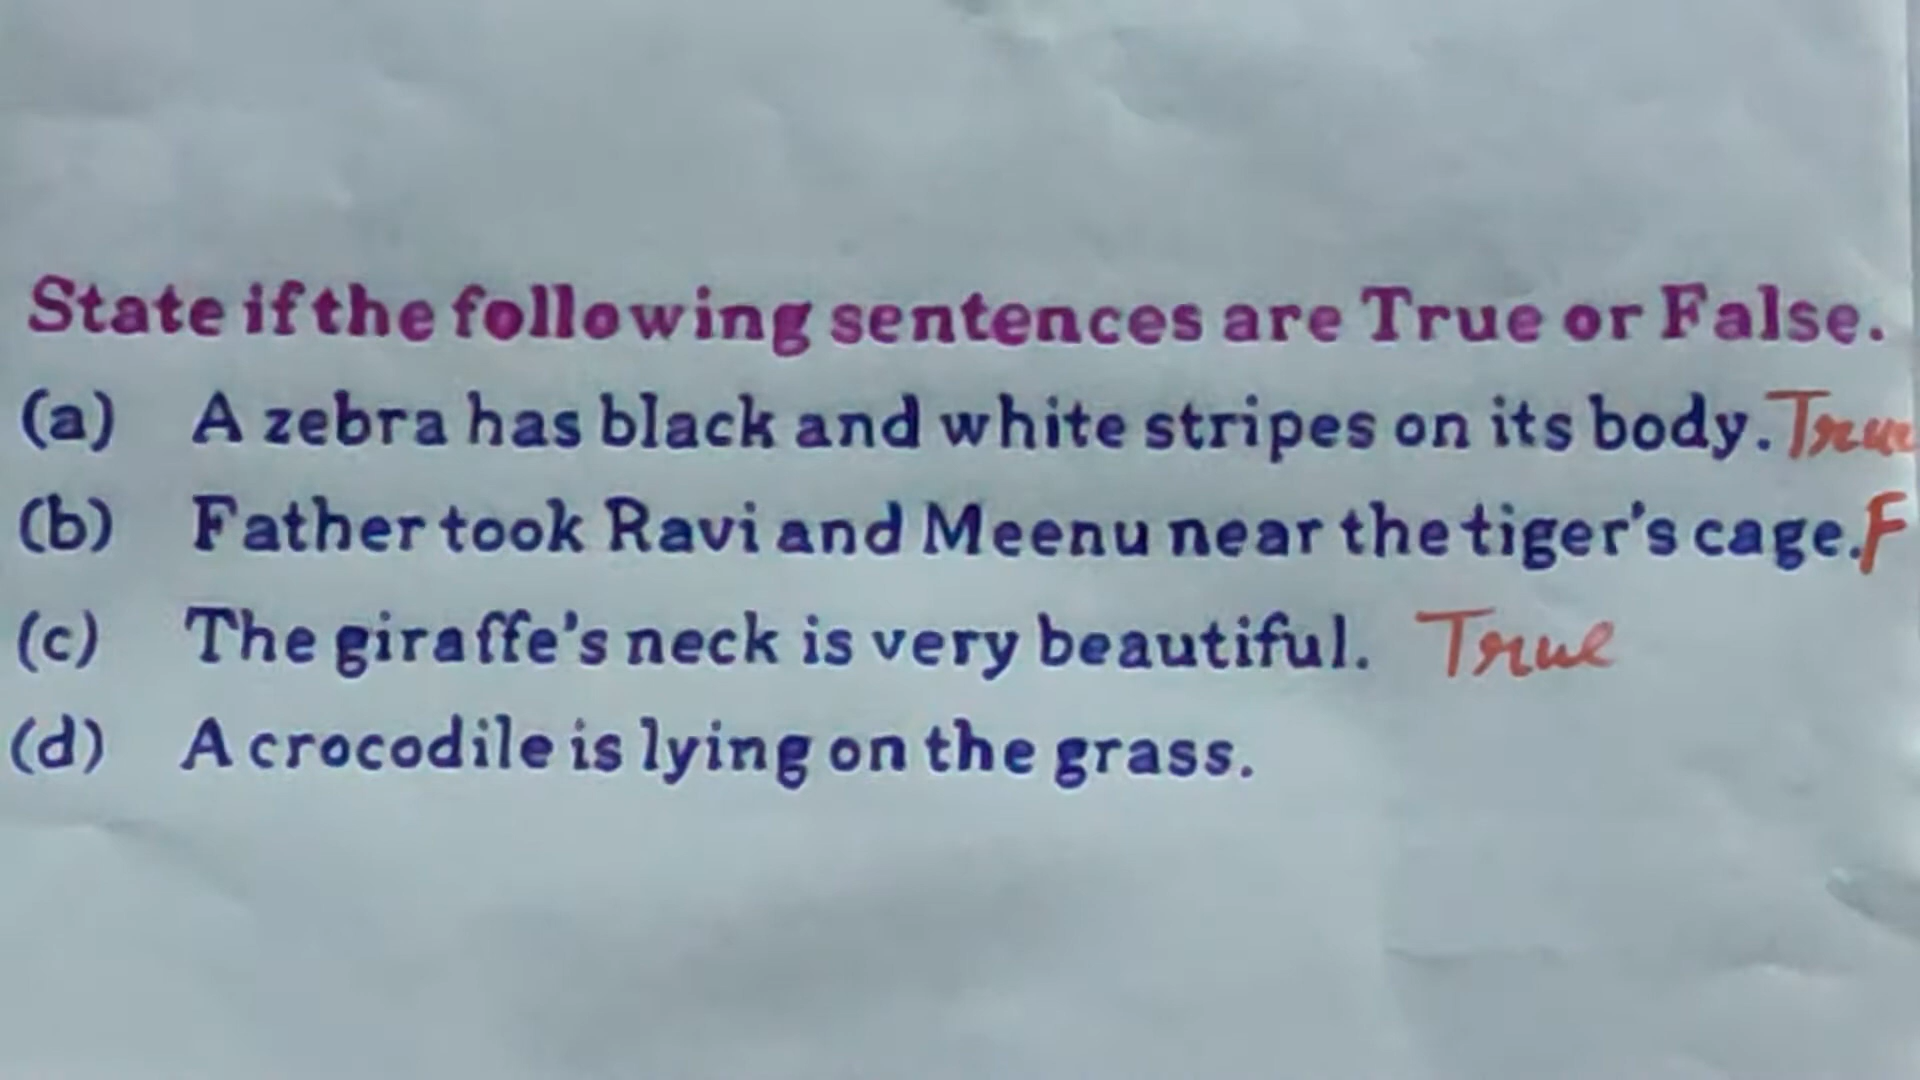 State if the following sentences are True or False.
(a) A zebra has black and white stripes on its body. True
(b) Father took Ravi and Meenu near the tiger's cage. F
(c) The giraffe's neck is very beautiful. True
(d) A crocodile is lying on the grass.